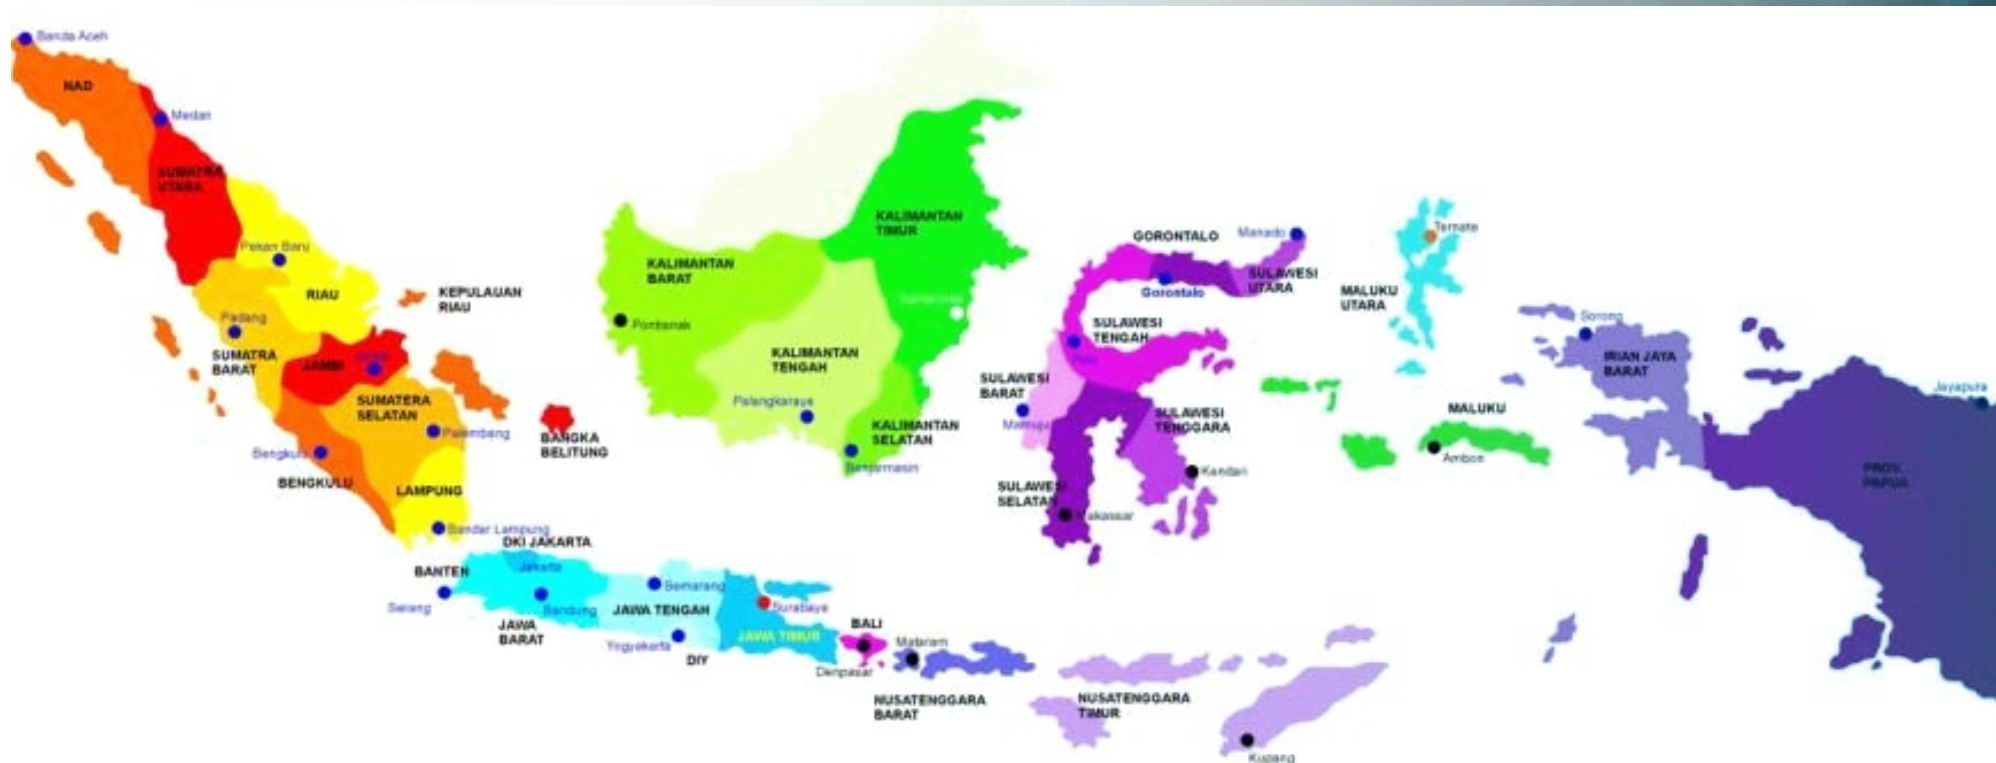 Banda Aceh
NAD
Medan
SUMATRA
UTARA
Pekan Baru
RIAU
KEPULAUAN
RIAU
Padang
SUMATRA
BARAT
JAMBI
SUMATERA
SELATAN
Palembang
BANGKA
BELITUNG
Bengkulu
BENGKULU
LAMPUNG
Bandar Lampung
DKI JAKARTA
Jakarta
BANTEN
Serang
Bandung
JAWA
BARAT
Semarang
JAWA TENGAH
Yogyakarta
DIY
Surabaya
JAWA TIMUR
BALI
Denpasar
Mataram
NUSATENGGARA
BARAT
NUSATENGGARA
TIMUR
Kupang
KALIMANTAN
BARAT
Pontianak
KALIMANTAN
TIMUR
KALIMANTAN
TENGAH
Palangkaraya
KALIMANTAN
SELATAN
Banjarmasin
GORONTALO
Gorontalo
Manado
SULAWESI
UTARA
SULAWESI
TENGAH
SULAWESI
BARAT
Mamuju
SULAWESI
TENGGARA
Kendari
SULAWESI
SELATAN
Makassar
MALUKU
UTARA
Ternate
MALUKU
Ambon
Sorong
IRIAN JAYA
BARAT
Jayapura
PROV.
PAPUA